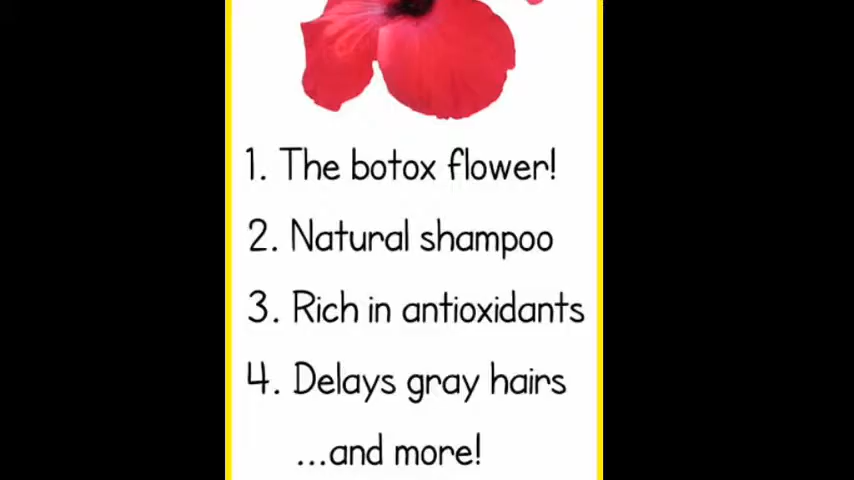 1. The botox flower!
2. Natural shampoo
3. Rich in antioxidants
4. Delays gray hairs
...and more!